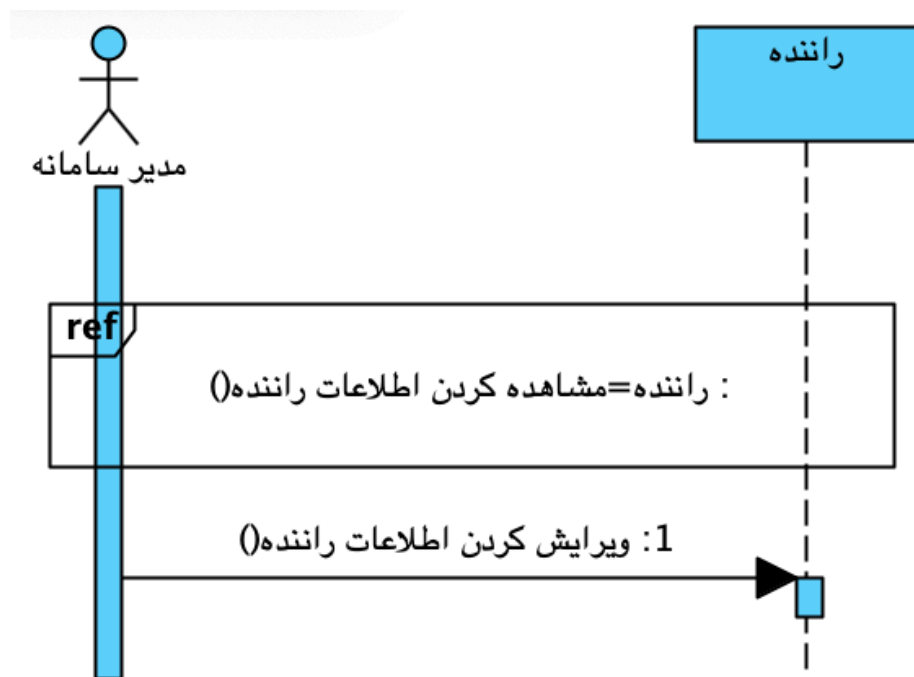 مدیر سامانه
راننده
ref
: راننده=مشاهده کردن اطلاعات راننده()
1: ویرایش کردن اطلاعات راننده()